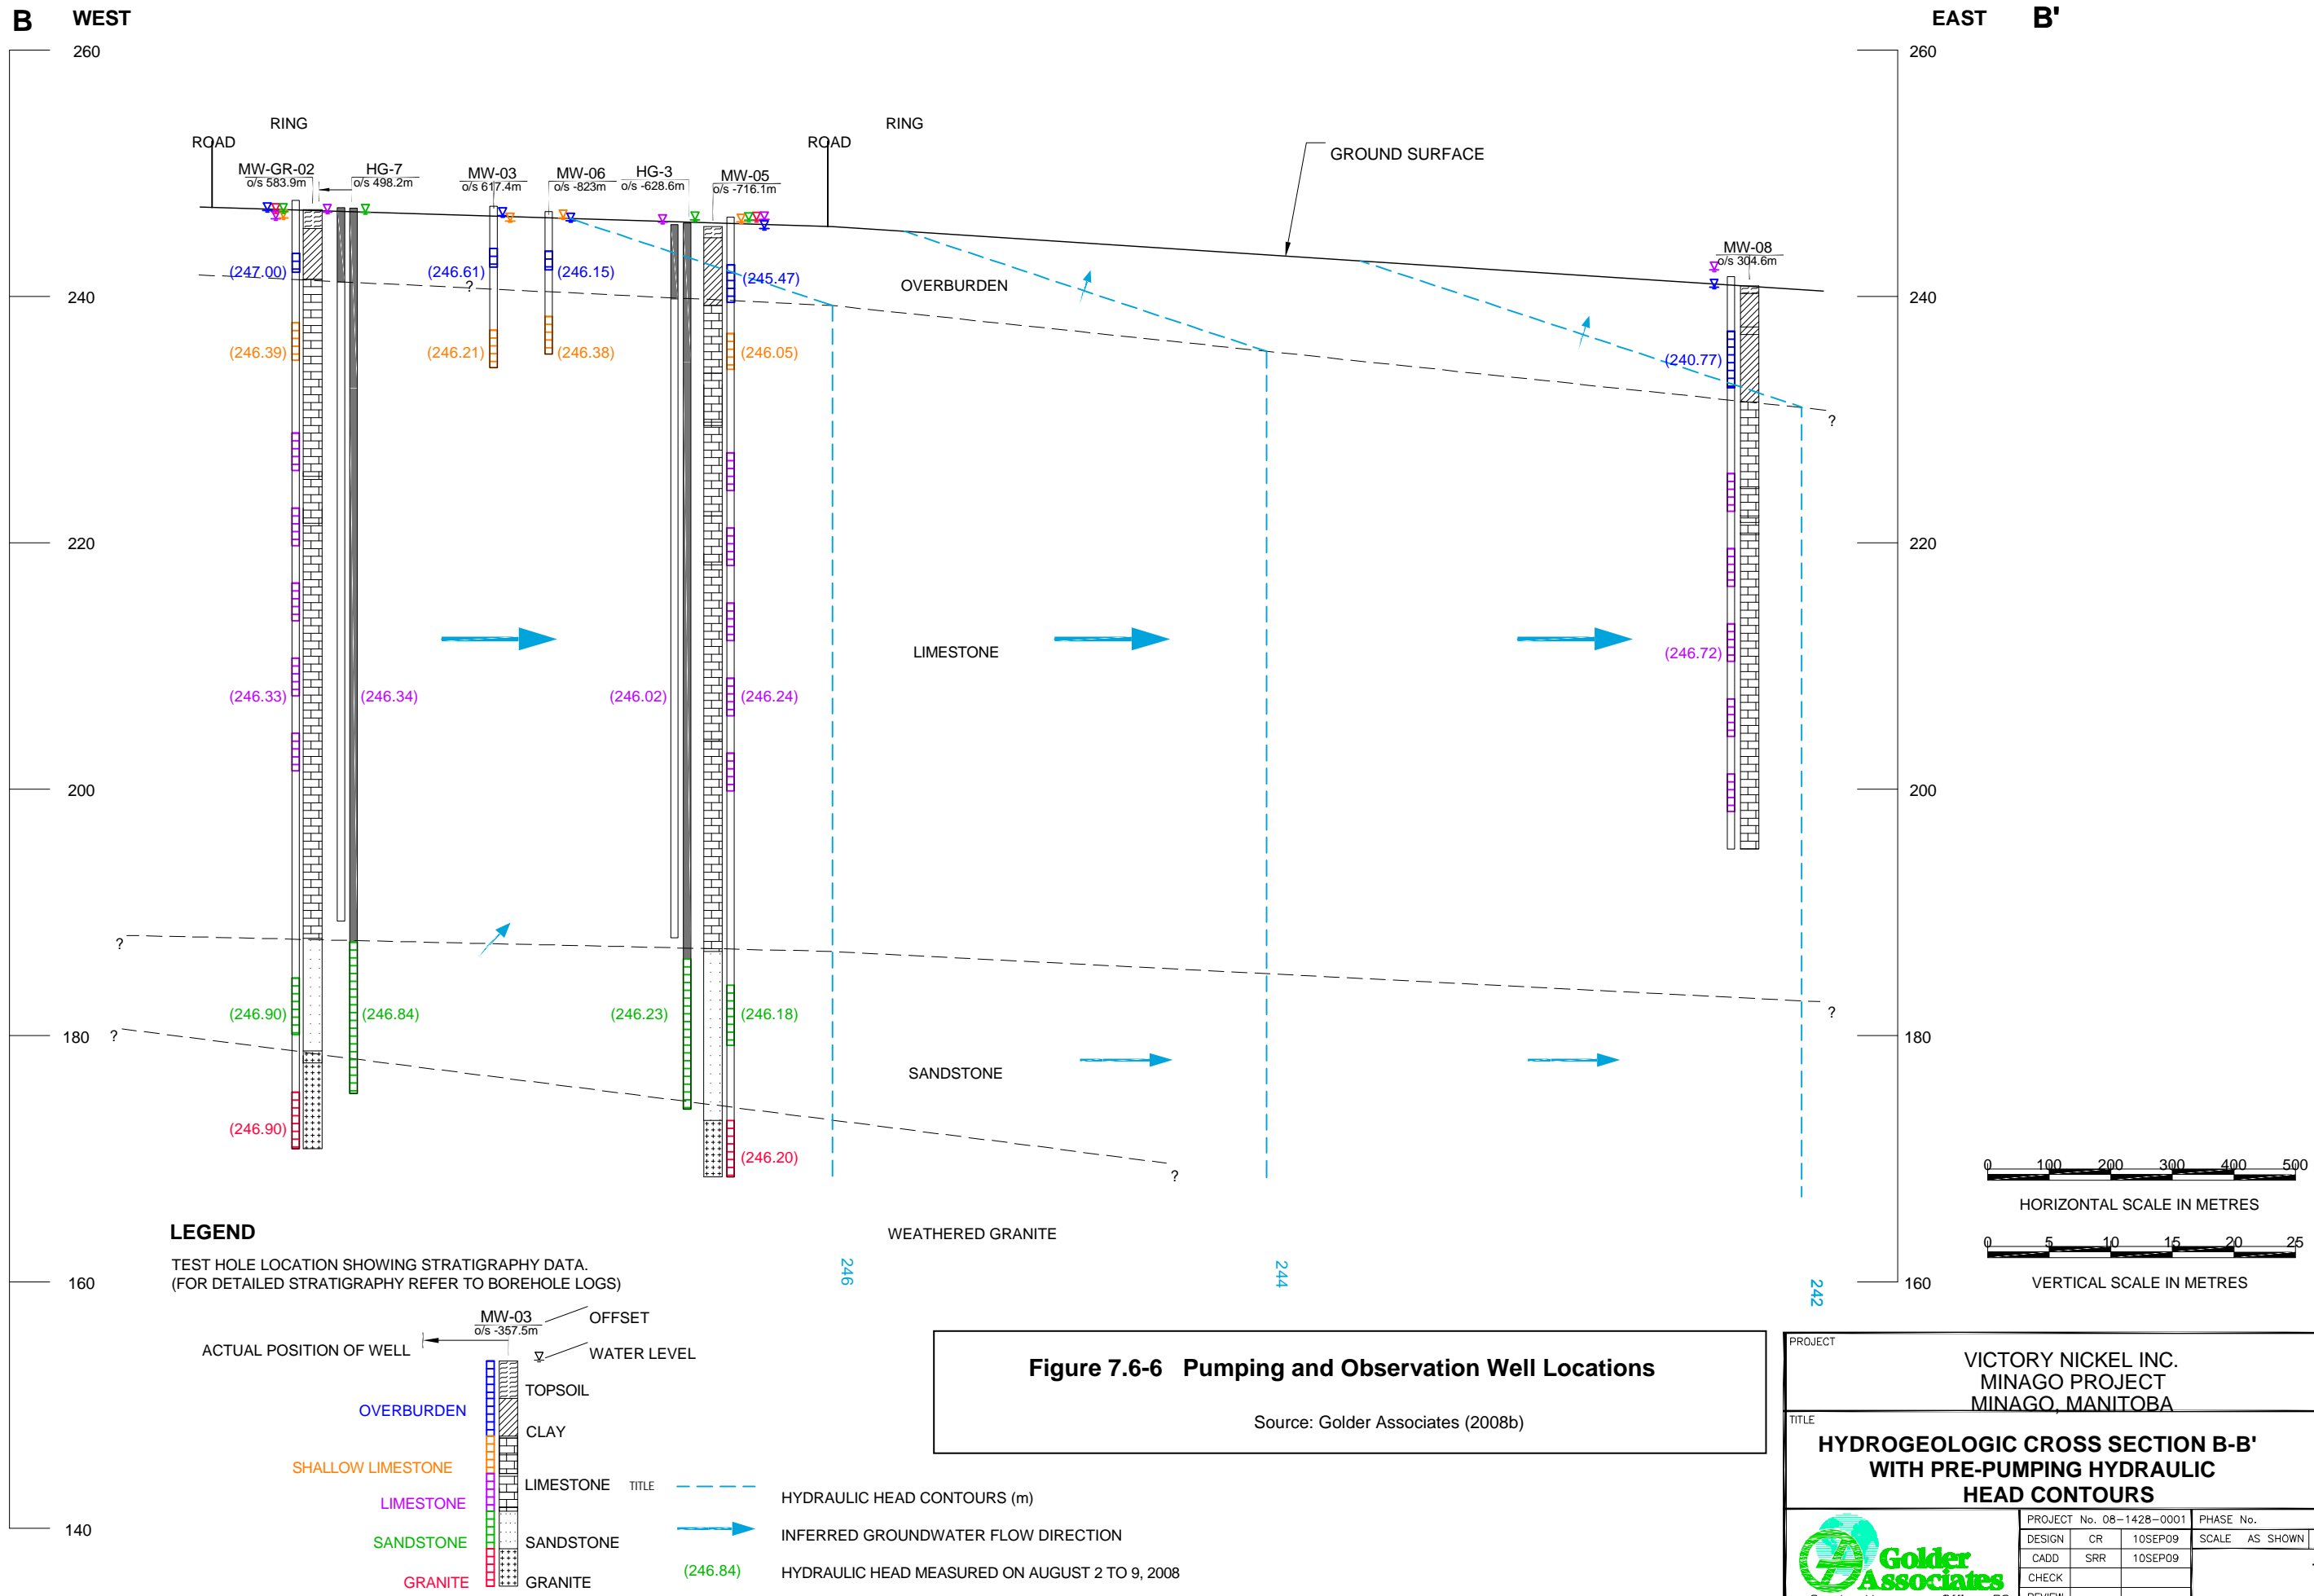 B WEST
EAST B'
260
260
RING
RING
ROAD
ROAD
GROUND SURFACE
MW-GR-02
o/s 583.9m
HG-7
o/s 498.2m
MW-03
o/s 617.4m
MW-06
o/s -823m
HG-3
o/s -628.6m
MW-05
o/s -716.1m
MW-08
o/s 304.6m
(247.00)
(246.61)
?
(246.15)
(245.47)
OVERBURDEN
240
240
(246.39)
(246.21)
(246.38)
(246.05)
(240.77)
?
220
220
LIMESTONE
(246.72)
(246.33)
(246.34)
(246.02)
(246.24)
200
200
?
(246.90)
(246.84)
(246.23)
(246.18)
?
180
?
180
SANDSTONE
(246.90)
(246.20)
?
0 100 200 300 400 500
HORIZONTAL SCALE IN METRES
0 5 10 15 20 25
VERTICAL SCALE IN METRES
WEATHERED GRANITE
246
244
242
160
160
LEGEND
TEST HOLE LOCATION SHOWING STRATIGRAPHY DATA.
(FOR DETAILED STRATIGRAPHY REFER TO BOREHOLE LOGS)
MW-03
o/s -357.5m
OFFSET
ACTUAL POSITION OF WELL
WATER LEVEL
TOPSOIL
OVERBURDEN
CLAY
SHALLOW LIMESTONE
LIMESTONE
LIMESTONE
SANDSTONE
SANDSTONE
GRANITE
GRANITE
140
TITLE
HYDRAULIC HEAD CONTOURS (m)
INFERRED GROUNDWATER FLOW DIRECTION
(246.84) HYDRAULIC HEAD MEASURED ON AUGUST 2 TO 9, 2008
Figure 7.6-6 Pumping and Observation Well Locations
Source: Golder Associates (2008b)
PROJECT
VICTORY NICKEL INC.
MINAGO PROJECT
MINAGO, MANITOBA
TITLE
HYDROGEOLOGIC CROSS SECTION B-B'
WITH PRE-PUMPING HYDRAULIC
HEAD CONTOURS
Golder
Associates
PROJECT No. 08-1428-0001 PHASE No.
DESIGN CR 10SEP09 SCALE AS SHOWN
CADD SRR 10SEP09
CHECK